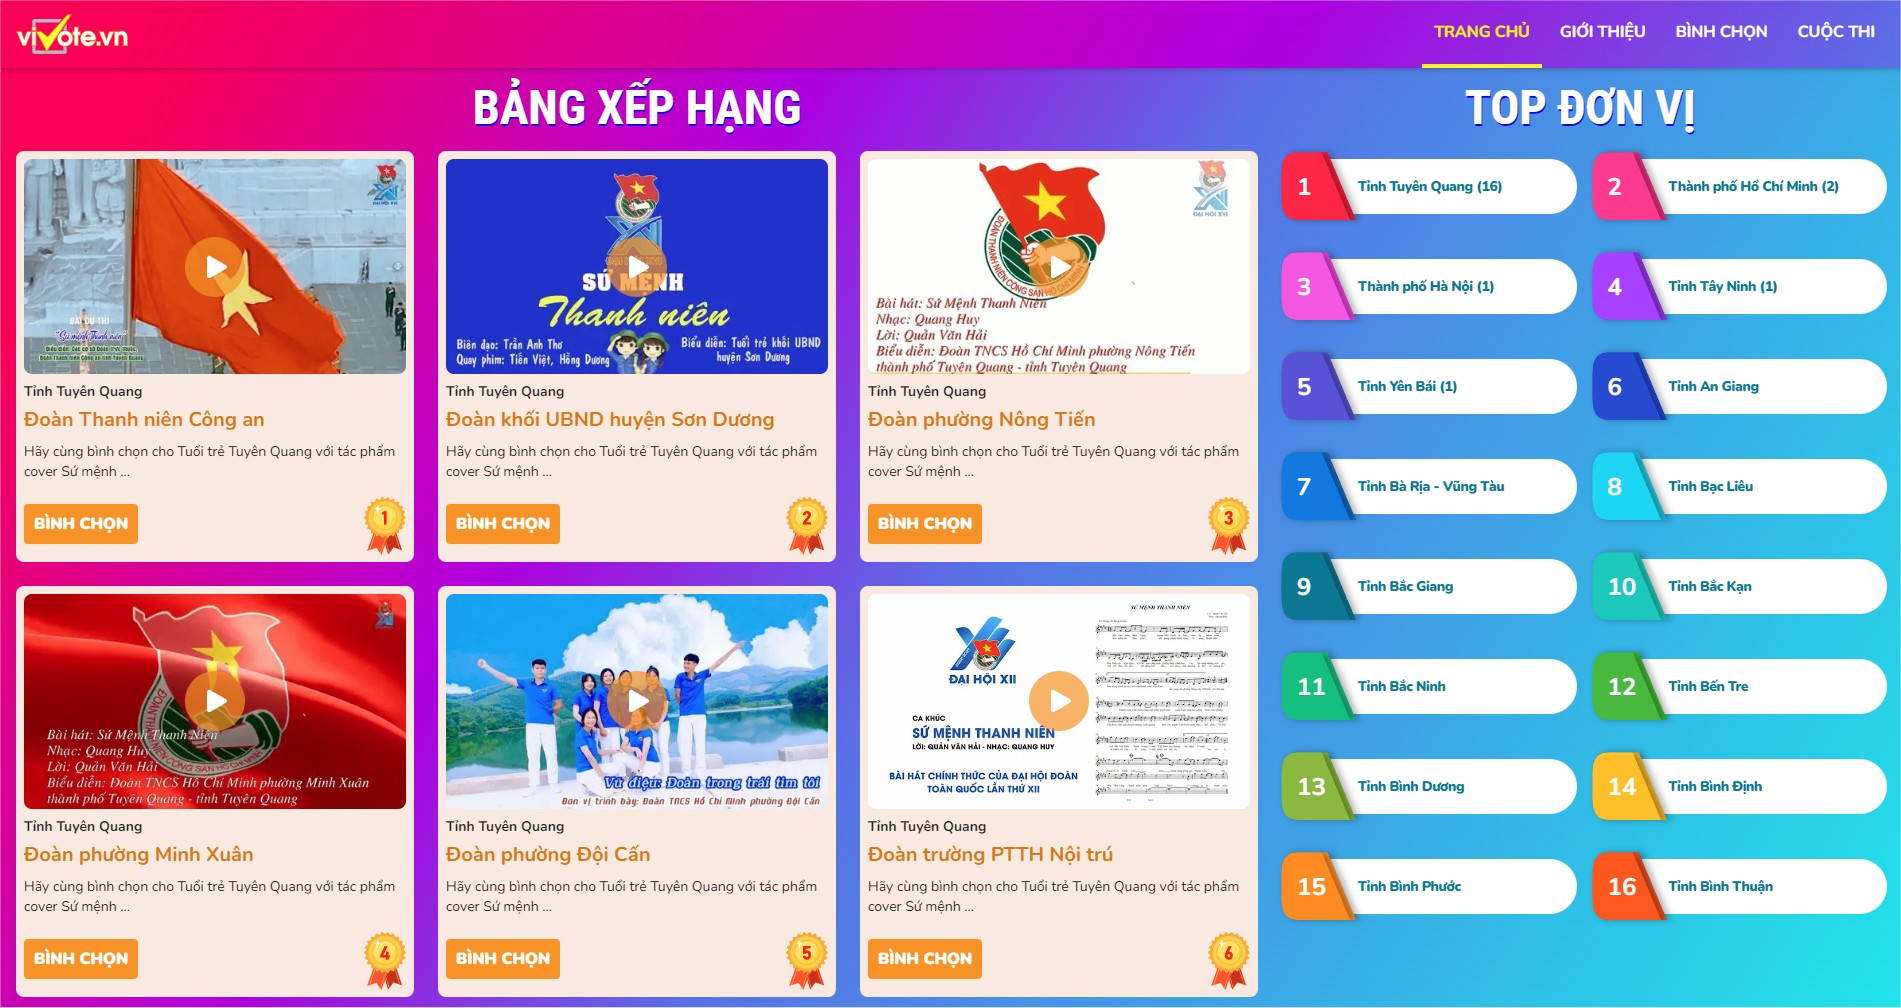 vivote.vn
TRANG CHỦ
GIỚI THIỆU
BÌNH CHỌN
CUỘC THI
BẢNG XẾP HẠNG
TOP ĐƠN VỊ
BÀI DỰ THI
"Sứ mệnh Thanh niên"
Tỉnh Tuyên Quang
Đoàn Thanh niên Công an
Hãy cùng bình chọn cho Tuổi trẻ Tuyên Quang với tác phẩm
cover Sứ mệnh ...
BÌNH CHỌN
1
SỨ MỆNH
Thanh niên
Biên đạo: Trần Anh Thơ
Quay phim: Tiến Việt, Hồng Dương
Biểu diễn: Tuổi trẻ khối UBND
huyện Sơn Dương
Tỉnh Tuyên Quang
Đoàn khối UBND huyện Sơn Dương
Hãy cùng bình chọn cho Tuổi trẻ Tuyên Quang với tác phẩm
cover Sứ mệnh ...
BÌNH CHỌN
2
ĐOÀN THANH NIÊN CỘNG SẢN HỒ CHÍ MINH
ĐẠI HỘI XVI
Bài hát: Sứ Mệnh Thanh Niên
Nhạc: Quang Huy
Lời: Quản Văn Hải
Biểu diễn: Đoàn TNCS Hồ Chí Minh phường Nông Tiến
thành phố Tuyên Quang - tỉnh Tuyên Quang
Tỉnh Tuyên Quang
Đoàn phường Nông Tiến
Hãy cùng bình chọn cho Tuổi trẻ Tuyên Quang với tác phẩm
cover Sứ mệnh ...
BÌNH CHỌN
3
Bài hát: Sứ Mệnh Thanh Niên
Nhạc: Quang Huy
Lời: Quản Văn Hải
Biểu diễn: Đoàn TNCS Hồ Chí Minh phường Minh Xuân
thành phố Tuyên Quang - tỉnh Tuyên Quang
Tỉnh Tuyên Quang
Đoàn phường Minh Xuân
Hãy cùng bình chọn cho Tuổi trẻ Tuyên Quang với tác phẩm
cover Sứ mệnh ...
BÌNH CHỌN
4
Vũ điệu: Đoàn trong trái tim tôi
Đơn vị trình bày: Đoàn TNCS Hồ Chí Minh phường Đội Cấn
Tỉnh Tuyên Quang
Đoàn phường Đội Cấn
Hãy cùng bình chọn cho Tuổi trẻ Tuyên Quang với tác phẩm
cover Sứ mệnh ...
BÌNH CHỌN
5
ĐẠI HỘI XII
CA KHÚC
SỨ MỆNH THANH NIÊN
LỜI: QUẢN VĂN HẢI - NHẠC: QUANG HUY
BÀI HÁT CHÍNH THỨC CỦA ĐẠI HỘI ĐOÀN
TOÀN QUỐC LẦN THỨ XII
SỨ MỆNH THANH NIÊN
Tỉnh Tuyên Quang
Đoàn trường PTTH Nội trú
Hãy cùng bình chọn cho Tuổi trẻ Tuyên Quang với tác phẩm
cover Sứ mệnh ...
BÌNH CHỌN
6
1 Tỉnh Tuyên Quang (16)
2 Thành phố Hồ Chí Minh (2)
3 Thành phố Hà Nội (1)
4 Tỉnh Tây Ninh (1)
5 Tỉnh Yên Bái (1)
6 Tỉnh An Giang
7 Tỉnh Bà Rịa - Vũng Tàu
8 Tỉnh Bạc Liêu
9 Tỉnh Bắc Giang
10 Tỉnh Bắc Kạn
11 Tỉnh Bắc Ninh
12 Tỉnh Bến Tre
13 Tỉnh Bình Dương
14 Tỉnh Bình Định
15 Tỉnh Bình Phước
16 Tỉnh Bình Thuận